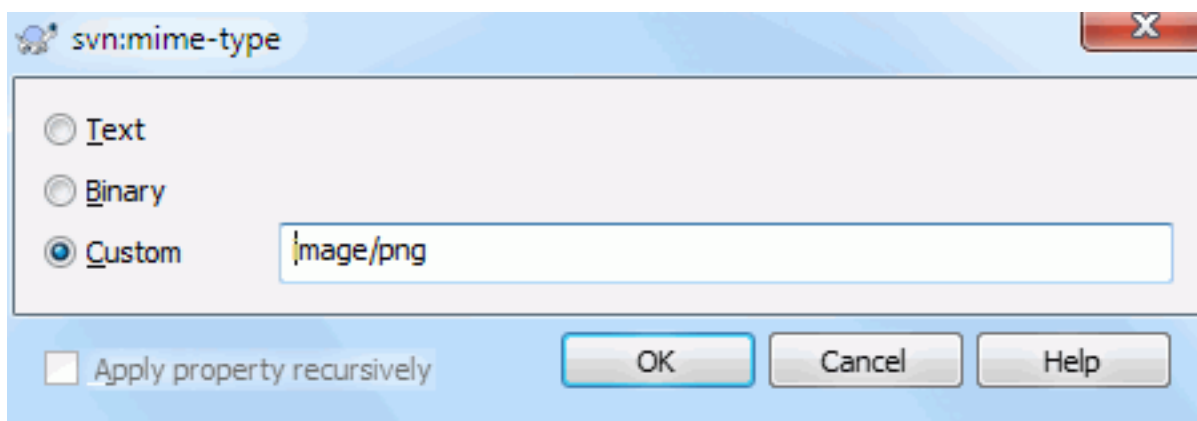 svn:mime-type
Text
Binary
Custom image/png
Apply property recursively OK Cancel Help